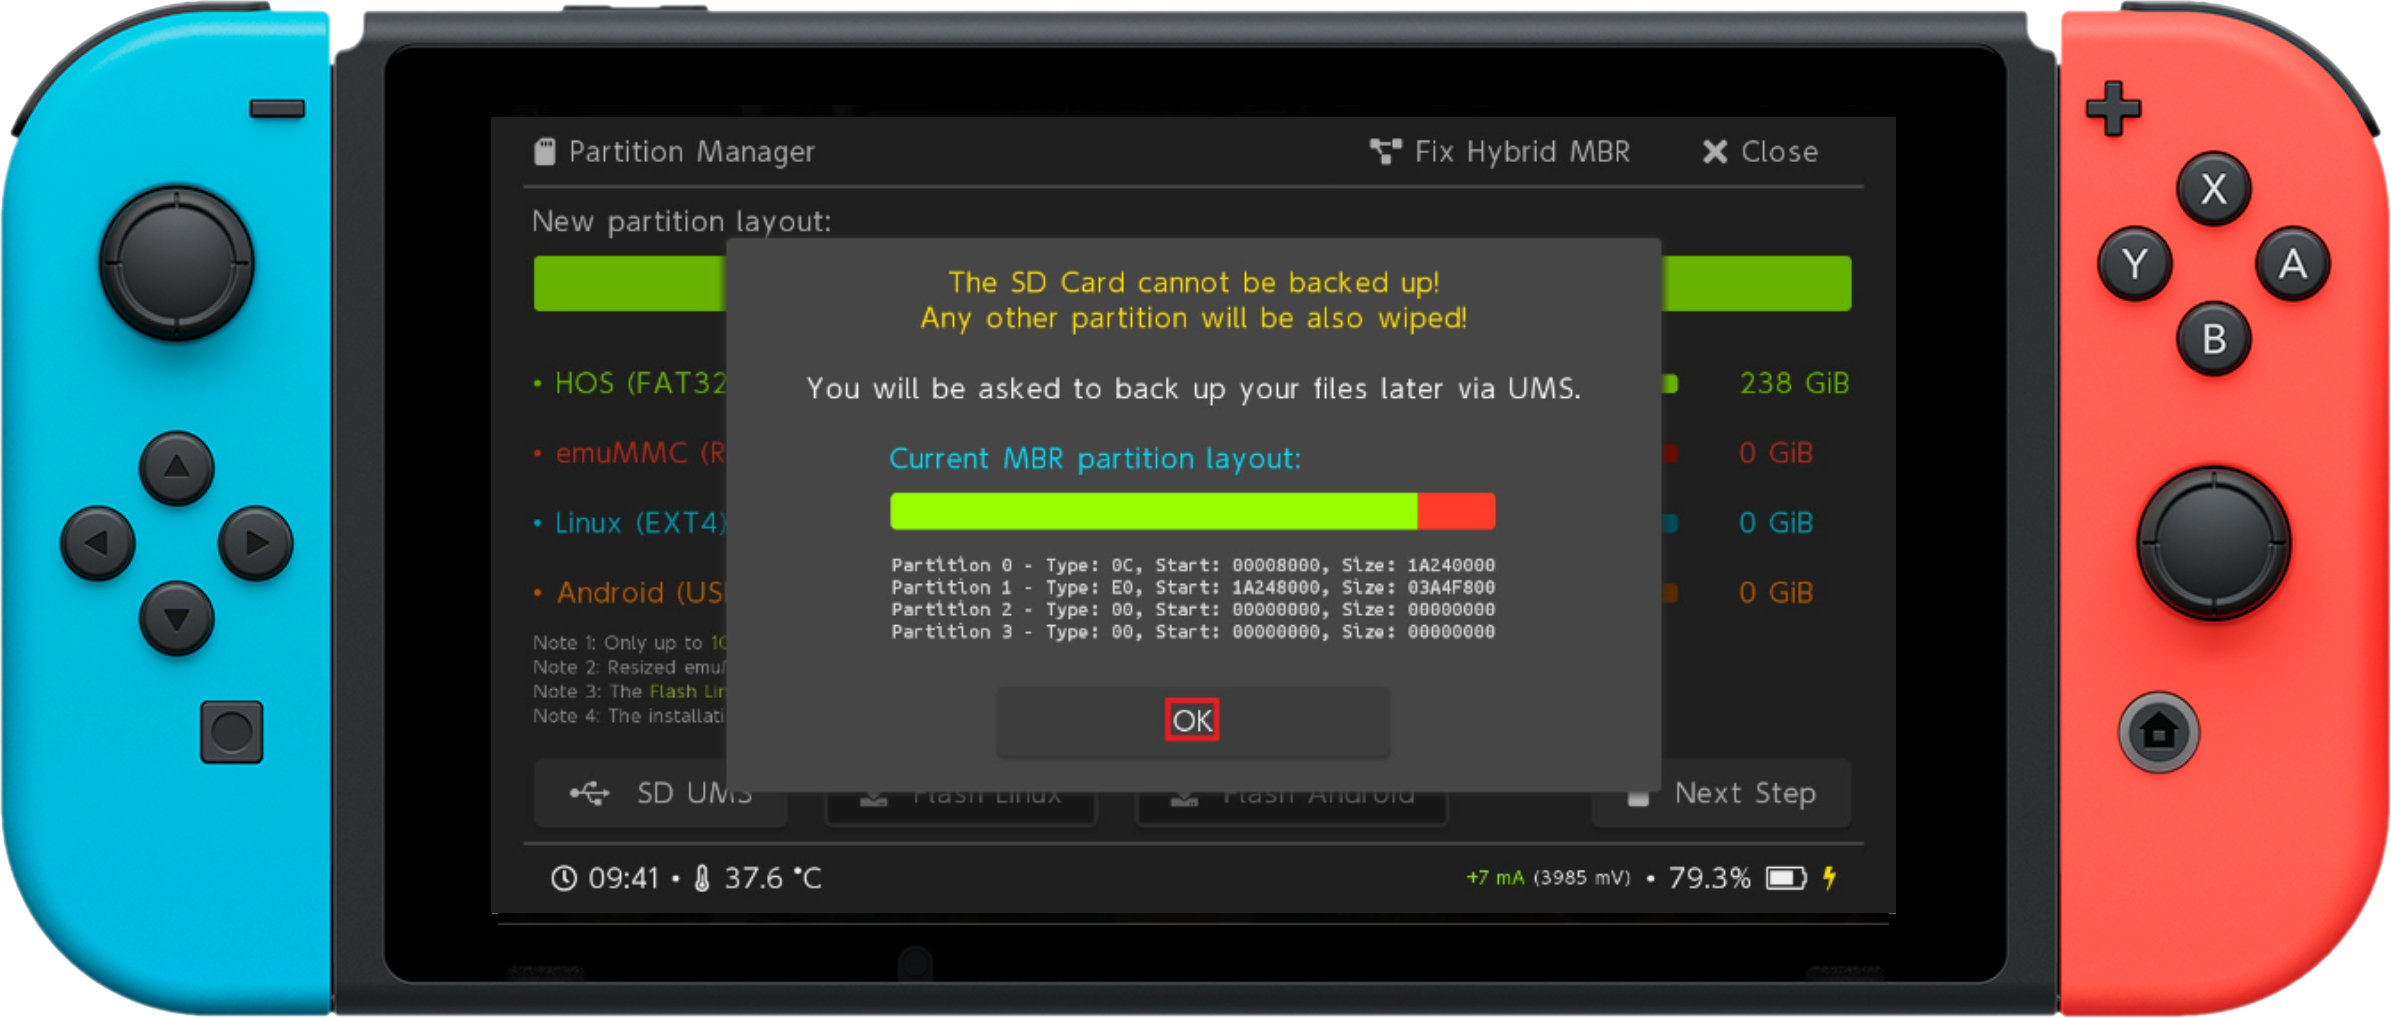 Partition Manager
Fix Hybrid MBR
Close
New partition layout:
The SD Card cannot be backed up!
Any other partition will be also wiped!
You will be asked to back up your files later via UMS.
Current MBR partition layout:
Partition 0 - Type: 0C, Start: 00008000, Size: 1A240000
Partition 1 - Type: E0, Start: 1A248000, Size: 03A4F800
Partition 2 - Type: 00, Start: 00000000, Size: 00000000
Partition 3 - Type: 00, Start: 00000000, Size: 00000000
OK
• HOS (FAT32
238 GiB
• emuMMC (R
0 GiB
• Linux (EXT4)
0 GiB
• Android (US
0 GiB
Note 1: Only up to
Note 2: Resized emu
Note 3: The Flash Lin
Note 4: The installati
SD UMS
Flash Linux
Flash Android
Next Step
09:41 • 37.6 °C
+7 mA (3985 mV) • 79.3%
X
Y
A
B